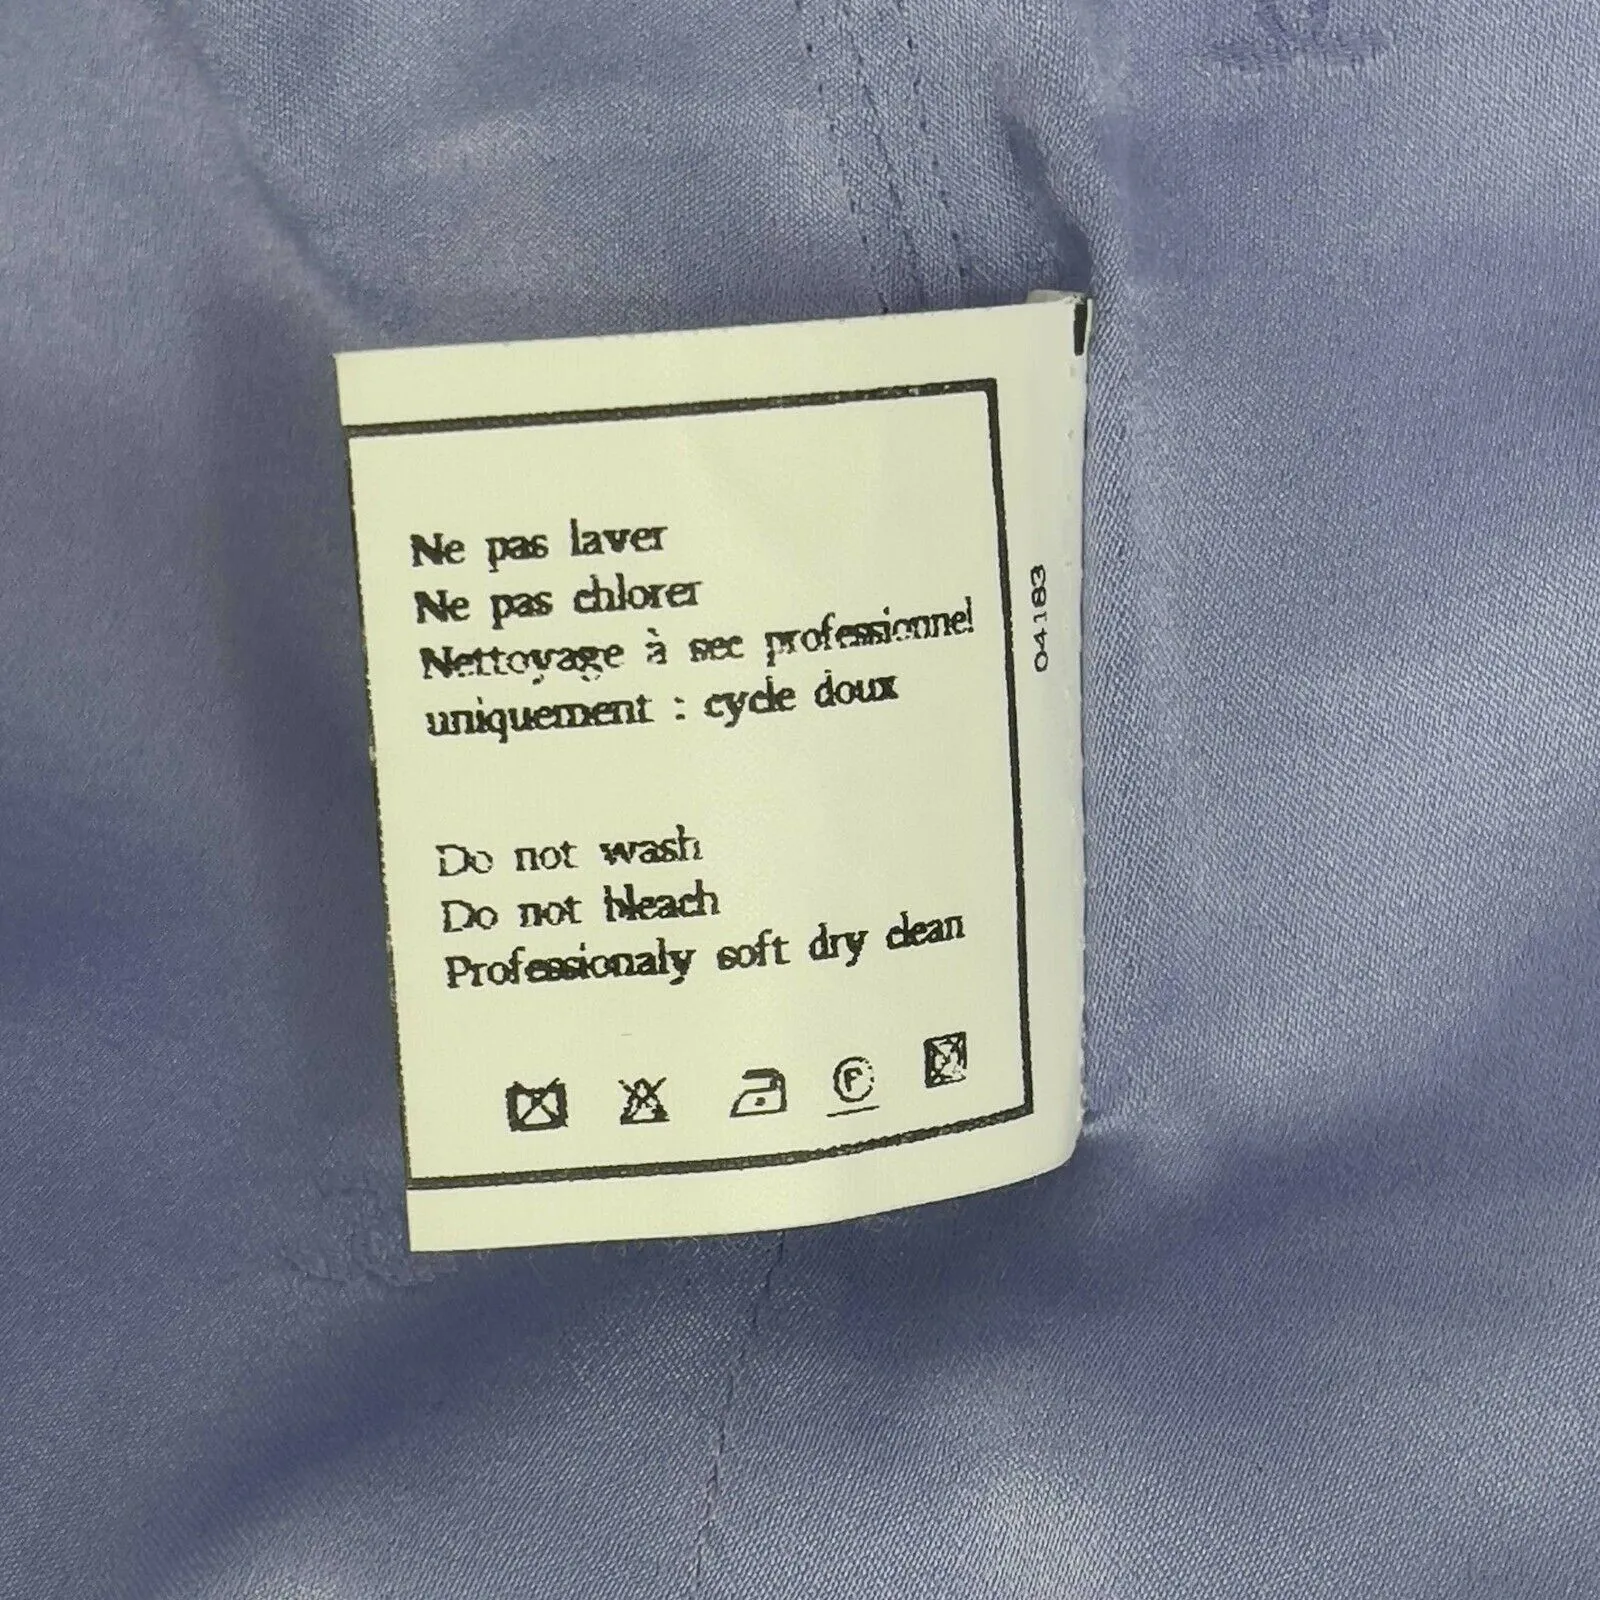 Ne pas laver
Ne pas chlorer
Nettoyage à sec professionnel
uniquement : cycle doux
Do not wash
Do not bleach
Professionaly soft dry clean
F
04183